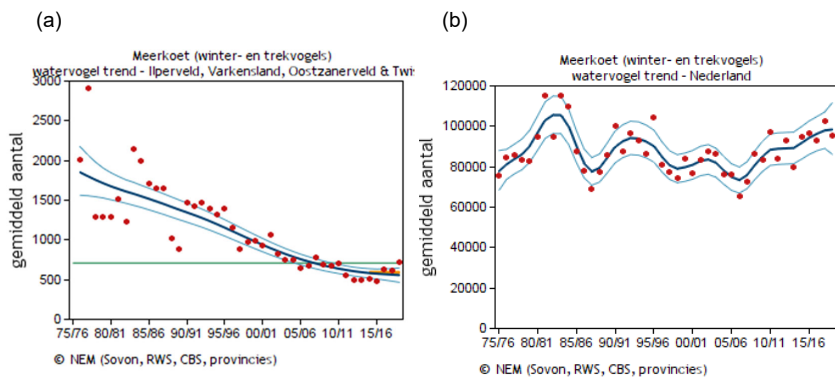 (a)
Meerkoet (winter- en trekvogels)
watervogel trend - Ilperveld, Varkensland, Oostzanerveld & Twis
gemiddeld aantal
3000
2500
2000
1500
1000
500
0
75/76 80/81 85/86 90/91 95/96 00/01 05/06 10/11 15/16
© NEM (Sovon, RWS, CBS, provincies)
(b)
Meerkoet (winter- en trekvogels)
watervogel trend - Nederland
gemiddeld aantal
120000
100000
80000
60000
40000
20000
0
75/76 80/81 85/86 90/91 95/96 00/01 05/06 10/11 15/16
© NEM (Sovon, RWS, CBS, provincies)